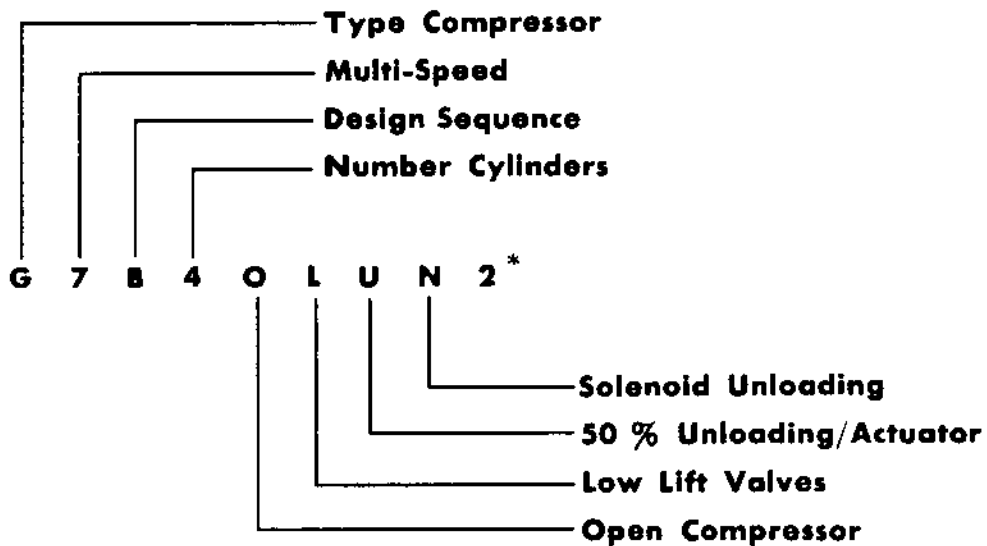 Type Compressor
Multi-Speed
Design Sequence
Number Cylinders
G 7 B 4 O L U N 2*
Solenoid Unloading
50 % Unloading/Actuator
Low Lift Valves
Open Compressor